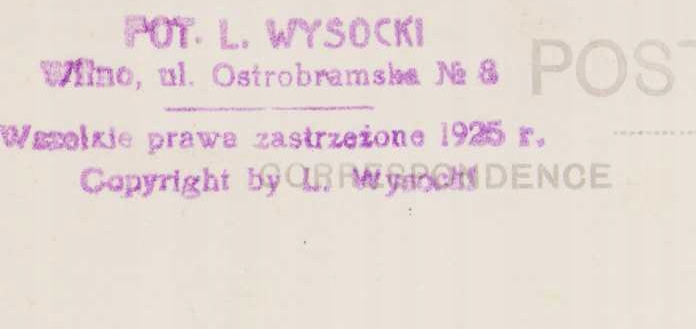 FOT. L. WYSOCKI
Wilno, ul. Ostrobramska № 8
POST
Wszelkie prawa zastrzeżone 1925 r.
Copyright by L. Wysocki
CORRESPONDENCE